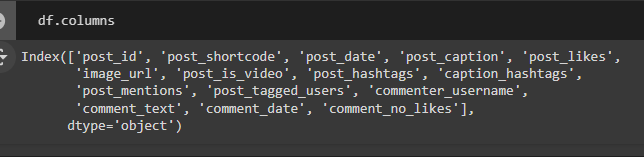 df.columns
Index(['post_id', 'post_shortcode', 'post_date', 'post_caption', 'post_likes',
'image_url', 'post_is_video', 'post_hashtags', 'caption_hashtags',
'post_mentions', 'post_tagged_users', 'commenter_username',
'comment_text', 'comment_date', 'comment_no_likes'],
dtype='object')